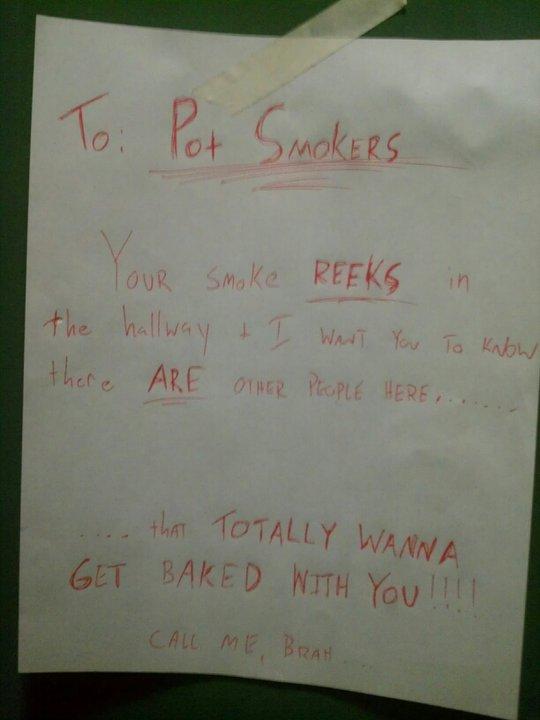 To: Pot SMOKERS
YOUR smoke REEKS in
the hallway + I WANT YOU TO KNOW
there ARE OTHER PEOPLE HERE,......
.... that TOTALLY WANNA
GET BAKED WITH YOU!!!!
CALL ME, BRAH...